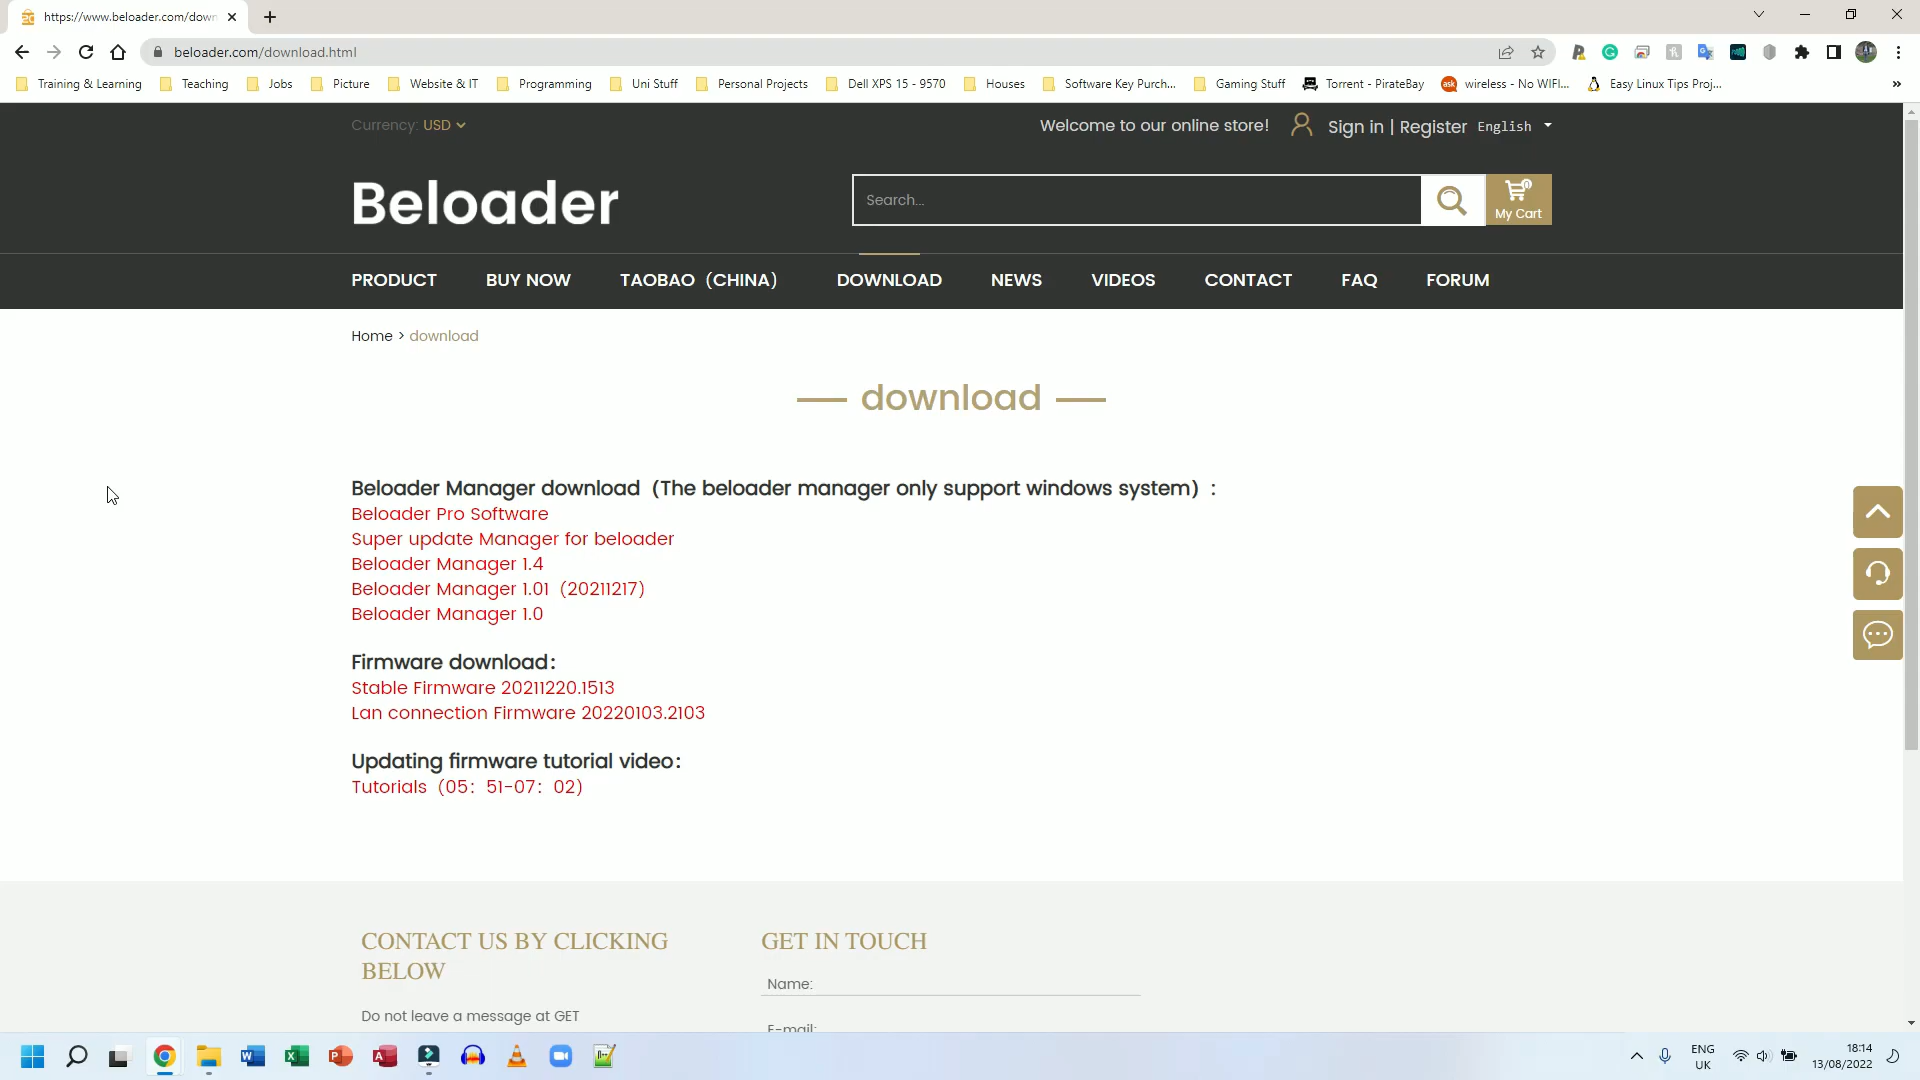 https://www.beloader.com/down
beloader.com/download.html
Training & Learning Teaching Jobs Picture Website & IT Programming Uni Stuff Personal Projects Dell XPS 15 - 9570 Houses Software Key Purch... Gaming Stuff Torrent - PirateBay wireless - No WIFI... Easy Linux Tips Proj... »
Currency: USD Welcome to our online store! Sign in | Register English
Beloader
Search...
0
My Cart
PRODUCT BUY NOW TAOBAO（CHINA） DOWNLOAD NEWS VIDEOS CONTACT FAQ FORUM
Home > download
download
Beloader Manager download（The beloader manager only support windows system）:
Beloader Pro Software
Super update Manager for beloader
Beloader Manager 1.4
Beloader Manager 1.01（20211217）
Beloader Manager 1.0
Firmware download：
Stable Firmware 20211220.1513
Lan connection Firmware 20220103.2103
Updating firmware tutorial video：
Tutorials（05：51-07：02）
CONTACT US BY CLICKING
BELOW
Do not leave a message at GET
GET IN TOUCH
Name:
E-mail:
ENG
UK
18:14
13/08/2022